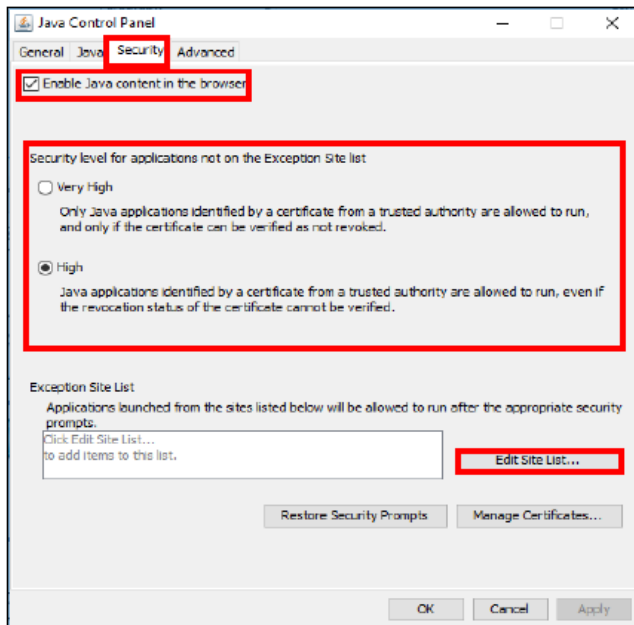 Java Control Panel
General Java Security Advanced
Enable Java content in the browser
Security level for applications not on the Exception Site list
Very High
Only Java applications identified by a certificate from a trusted authority are allowed to run,
and only if the certificate can be verified as not revoked.
High
Java applications identified by a certificate from a trusted authority are allowed to run, even if
the revocation status of the certificate cannot be verified.
Exception Site List
Applications launched from the sites listed below will be allowed to run after the appropriate security
prompts.
Click Edit Site List...
to add items to this list.
Edit Site List...
Restore Security Prompts
Manage Certificates...
OK
Cancel
Apply